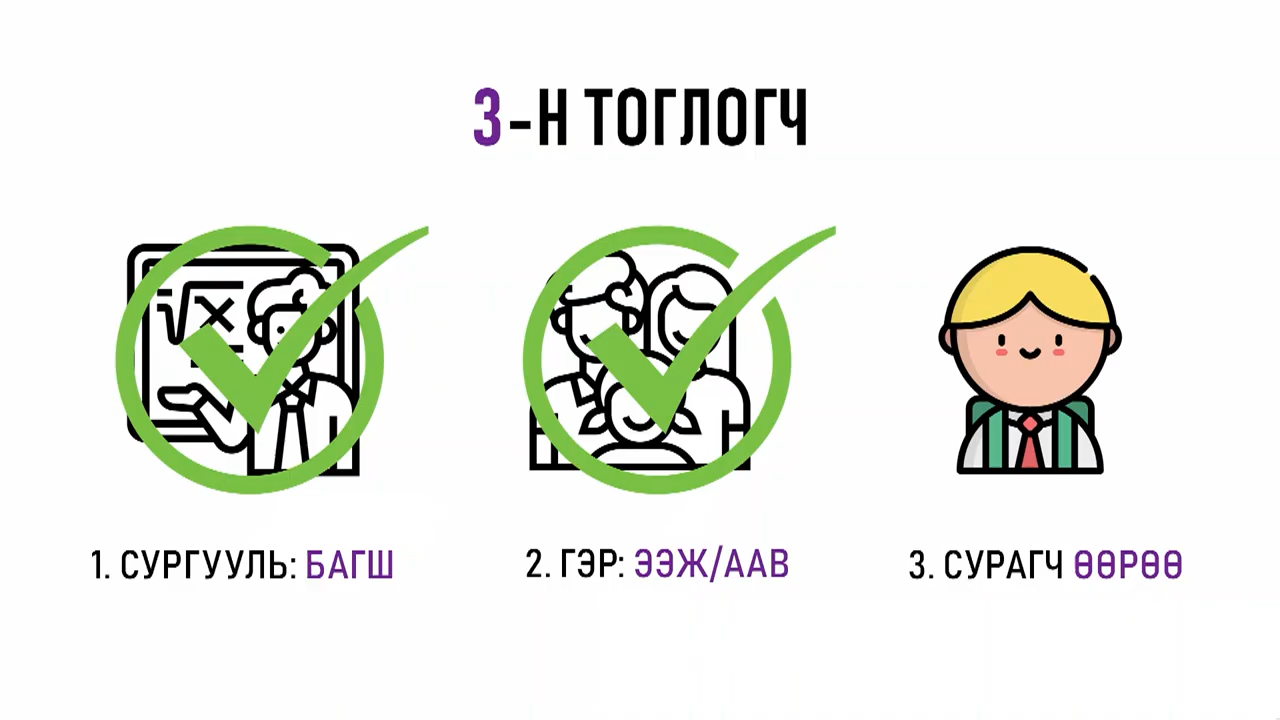 3-Н ТОГЛОГЧ
√x
1. СУРГУУЛЬ: БАГШ
2. ГЭР: ЭЭЖ/ААВ
3. СУРАГЧ ӨӨРӨӨ